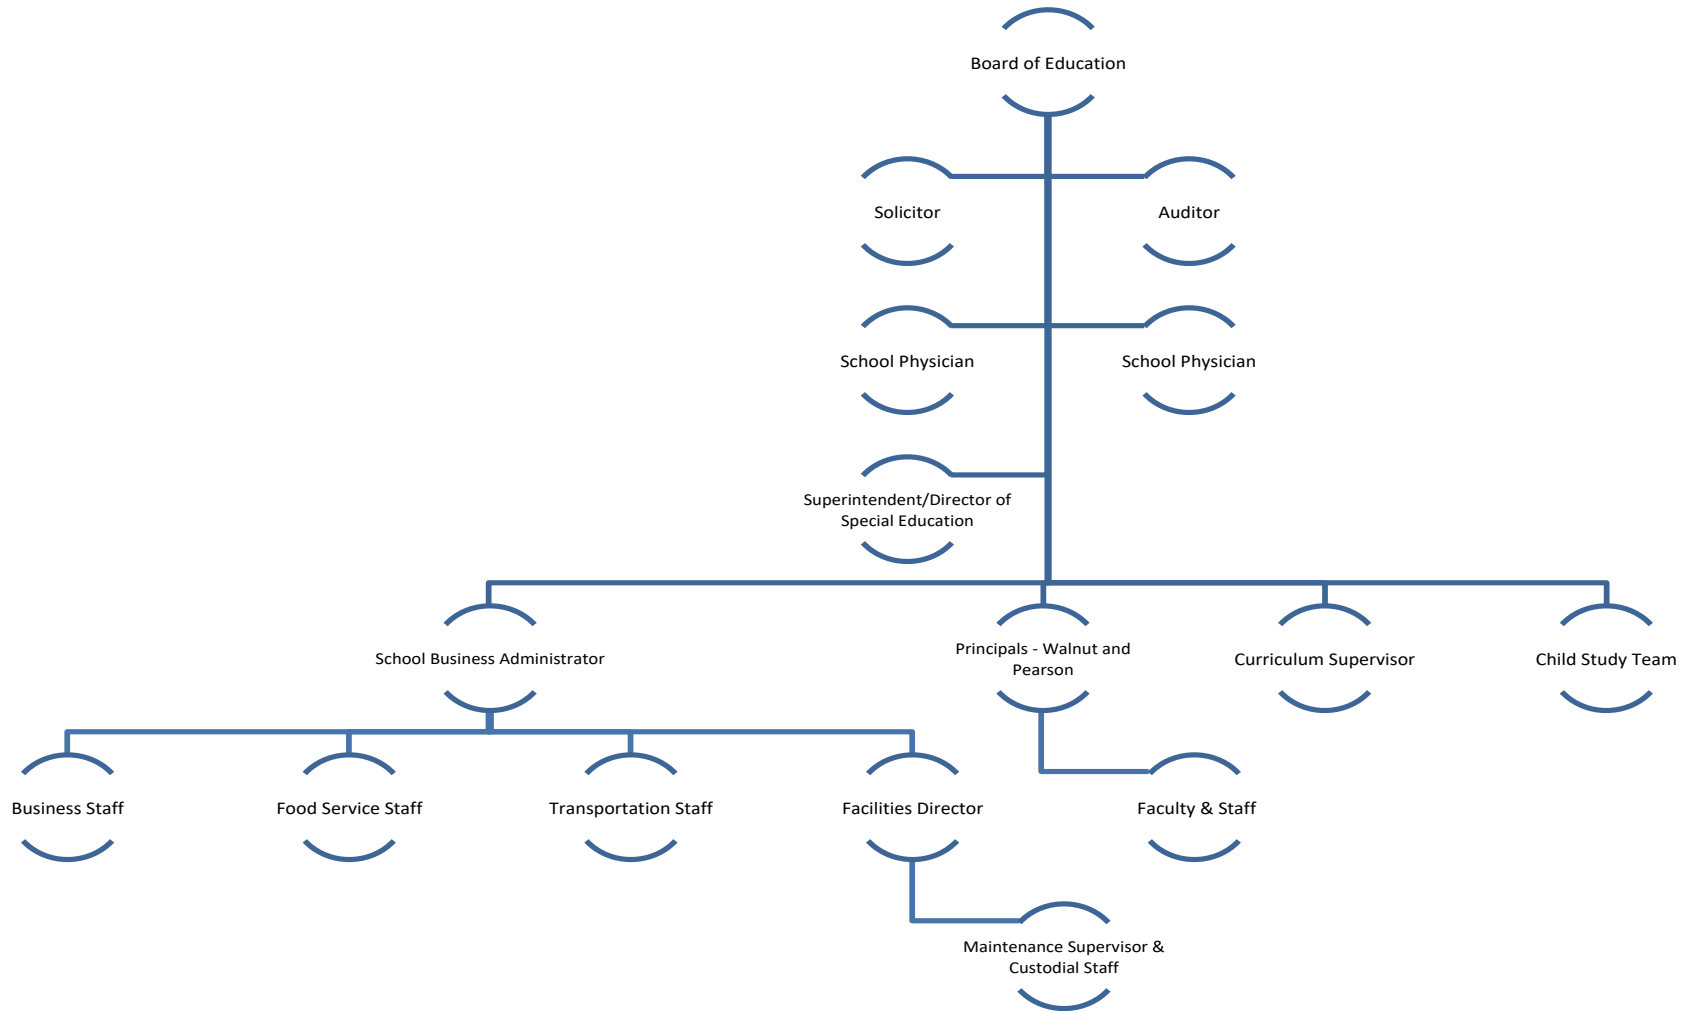 Board of Education
Solicitor
Auditor
School Physician
School Physician
Superintendent/Director of
Special Education
School Business Administrator
Principals - Walnut and
Pearson
Curriculum Supervisor
Child Study Team
Business Staff
Food Service Staff
Transportation Staff
Facilities Director
Faculty & Staff
Maintenance Supervisor &
Custodial Staff